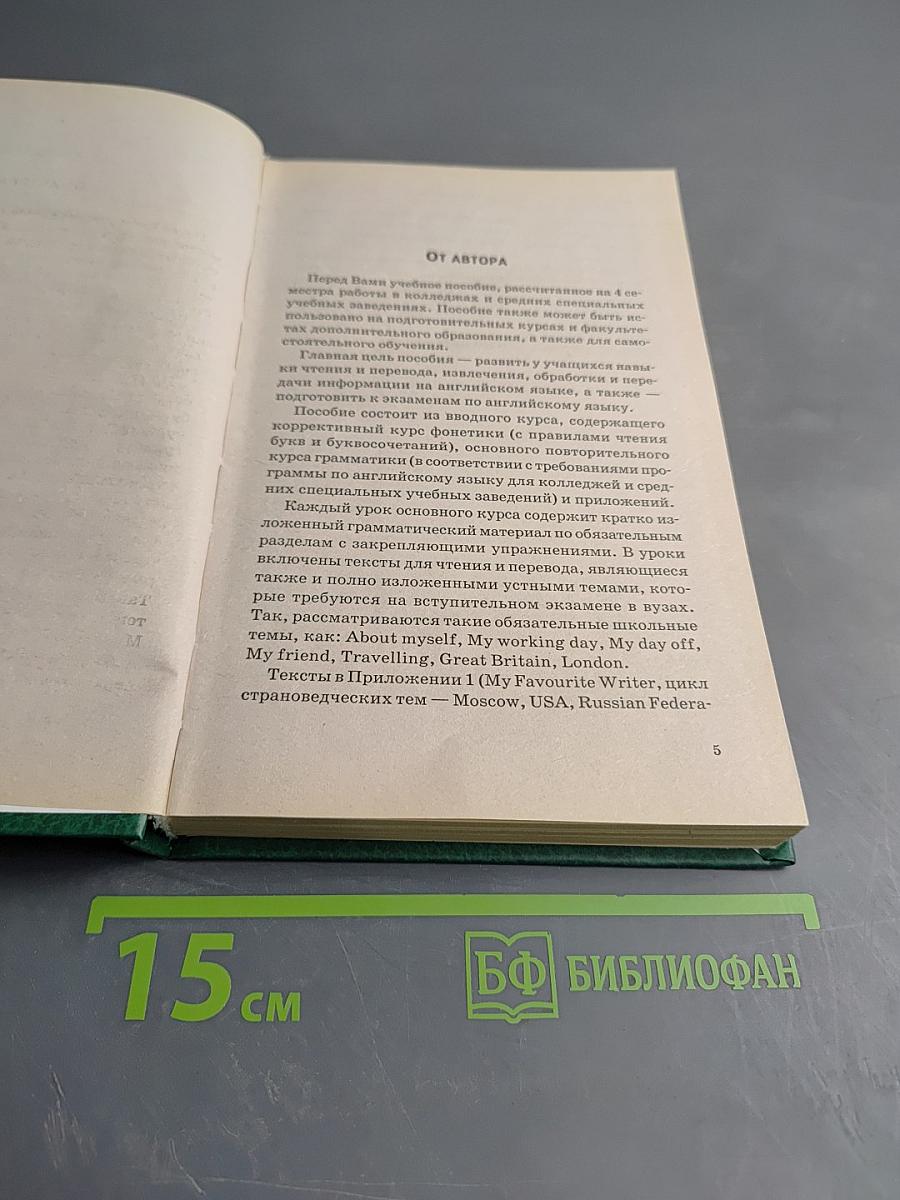 От автора
Перед Вами учебное пособие, рассчитанное на 4 се-
местра работы в колледжах и средних специальных
учебных заведениях. Пособие также может быть ис-
пользовано на подготовительных курсах и факульте-
тах дополнительного образования, а также для само-
стоятельного обучения.
Главная цель пособия — развить у учащихся навы-
ки чтения и перевода, извлечения, обработки и пере-
дачи информации на английском языке, а также —
подготовить к экзаменам по английскому языку.
Пособие состоит из вводного курса, содержащего
коррективный курс фонетики (с правилами чтения
букв и буквосочетаний), основного повторительного
курса грамматики (в соответствии с требованиями про-
граммы по английскому языку для колледжей и сред-
них специальных учебных заведений) и приложений.
Каждый урок основного курса содержит кратко из-
ложенный грамматический материал по обязательным
разделам с закрепляющими упражнениями. В уроки
включены тексты для чтения и перевода, являющиеся
также и полно изложенными устными темами, кото-
рые требуются на вступительном экзамене в вузах.
Так, рассматриваются такие обязательные школьные
темы, как: About myself, My working day, My day off,
My friend, Travelling, Great Britain, London.
Тексты в Приложении 1 (My Favourite Writer, цикл
страноведческих тем — Moscow, USA, Russian Federa-
5
15 см
БФ БИБЛИОФАН